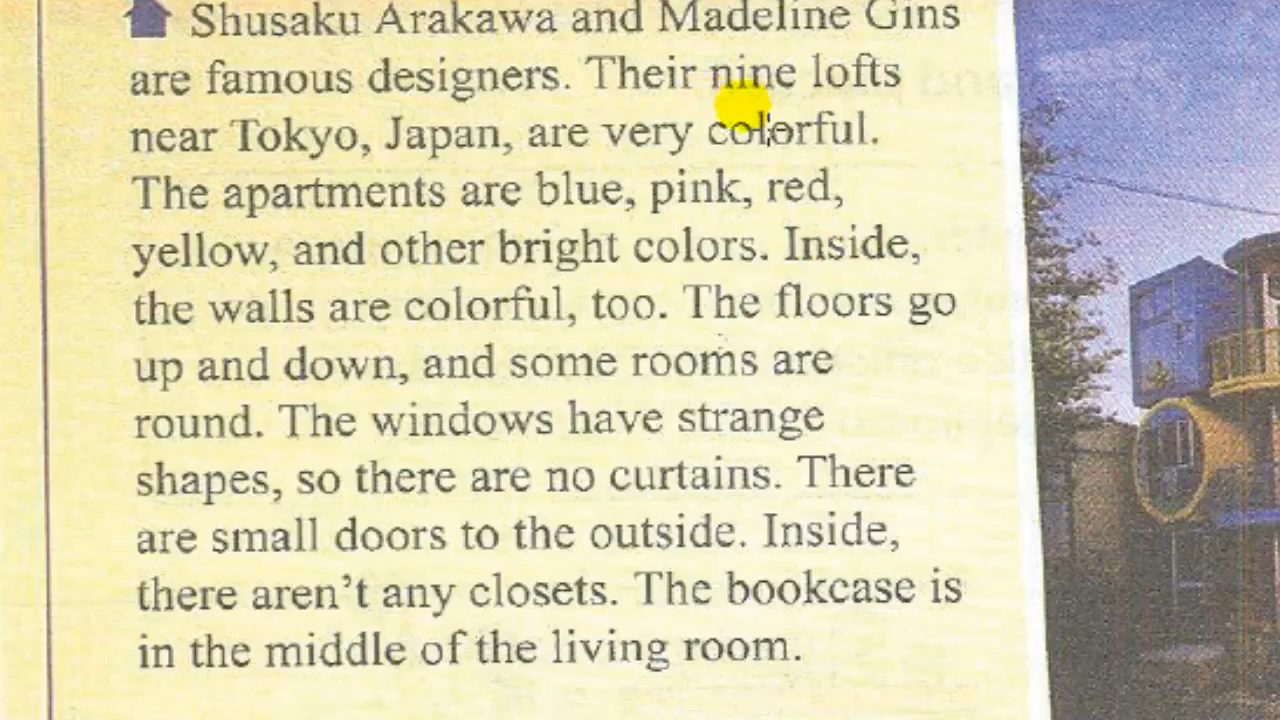 Shusaku Arakawa and Madeline Gins
are famous designers. Their nine lofts
near Tokyo, Japan, are very colorful.
The apartments are blue, pink, red,
yellow, and other bright colors. Inside,
the walls are colorful, too. The floors go
up and down, and some rooms are
round. The windows have strange
shapes, so there are no curtains. There
are small doors to the outside. Inside,
there aren't any closets. The bookcase is
in the middle of the living room.